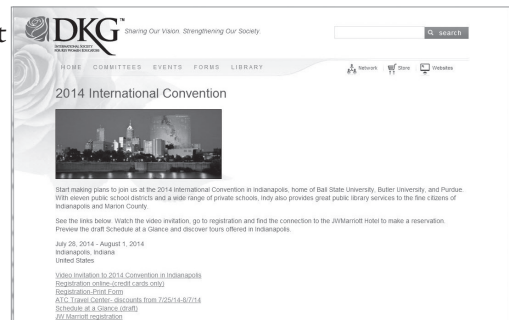 t
DKG™
Sharing Our Vision. Strengthening Our Society.
search
INTERNATIONAL SOCIETY
FOR KEY WOMEN EDUCATORS
HOME COMMITTEES EVENTS FORMS LIBRARY
Network Store Websites
2014 International Convention
Start making plans to join us at the 2014 International Convention in Indianapolis, home of Ball State University, Butler University, and Purdue.
With eleven public school districts and a wide range of private schools, Indy also provides great public library services to the fine citizens of
Indianapolis and Marion County.
See the links below. Watch the video invitation, go to registration and find the connection to the JWMarriott Hotel to make a reservation.
Preview the draft Schedule at a Glance and discover tours offered in Indianapolis.
July 28, 2014 - August 1, 2014
Indianapolis, Indiana
United States
Video Invitation to 2014 Convention in Indianapolis
Registration online-(credit cards only)
Registration-Print Form
ATC Travel Center- discounts from 7/25/14-8/7/14
Schedule at a Glance (draft)
JW Marriott registration